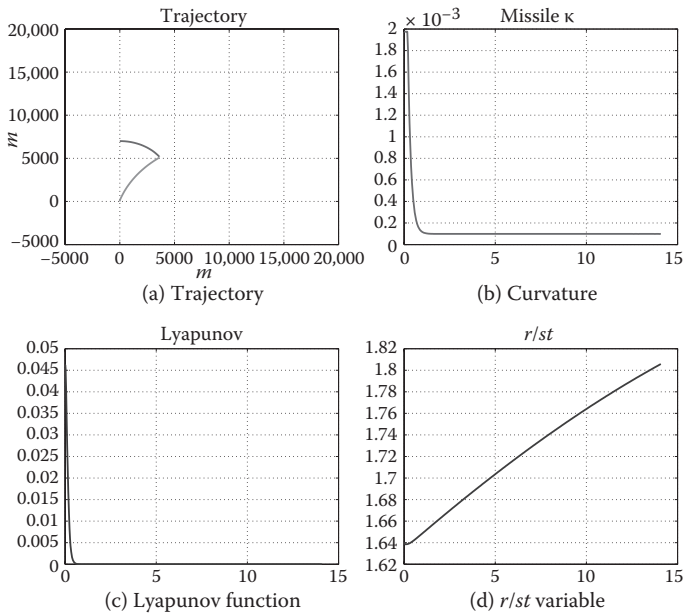 Trajectory
20,000
15,000
10,000
m
5000
0
−5000
−5000 0 5000 10,000 15,000 20,000
m
(a) Trajectory
Missile κ
× 10−3
2
1.8
1.6
1.4
1.2
1
0.8
0.6
0.4
0.2
0
0 5 10 15
(b) Curvature
Lyapunov
0.05
0.045
0.04
0.035
0.03
0.025
0.02
0.015
0.01
0.005
0
0 5 10 15
(c) Lyapunov function
r/st
1.82
1.8
1.78
1.76
1.74
1.72
1.7
1.68
1.66
1.64
1.62
0 5 10 15
(d) r/st variable